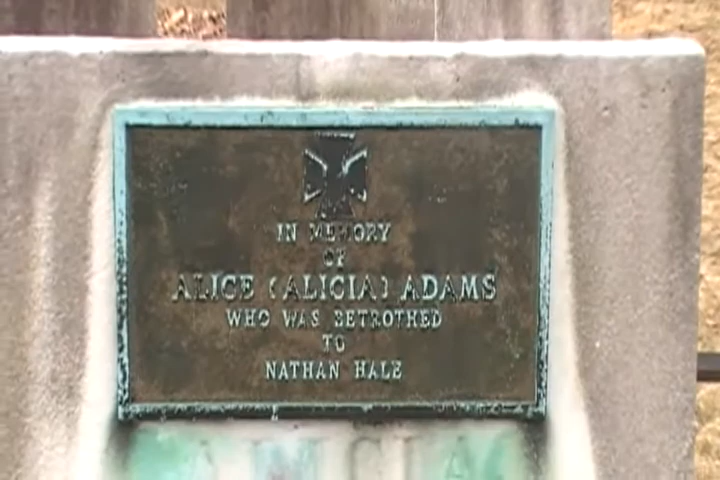 IN MEMORY
OF
ALICE (ALICIA) ADAMS
WHO WAS BETROTHED
TO
NATHAN HALE